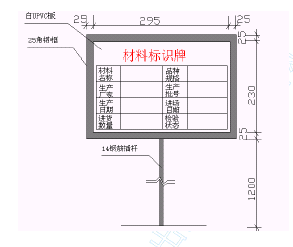 白UPVC板
25 295 25
25角钢框
25
材料标识牌
材料名称 品种规格
生产厂家 生产批号
生产日期 进场日期
进货数量 检验状态
230
25
14钢筋插杆
1200